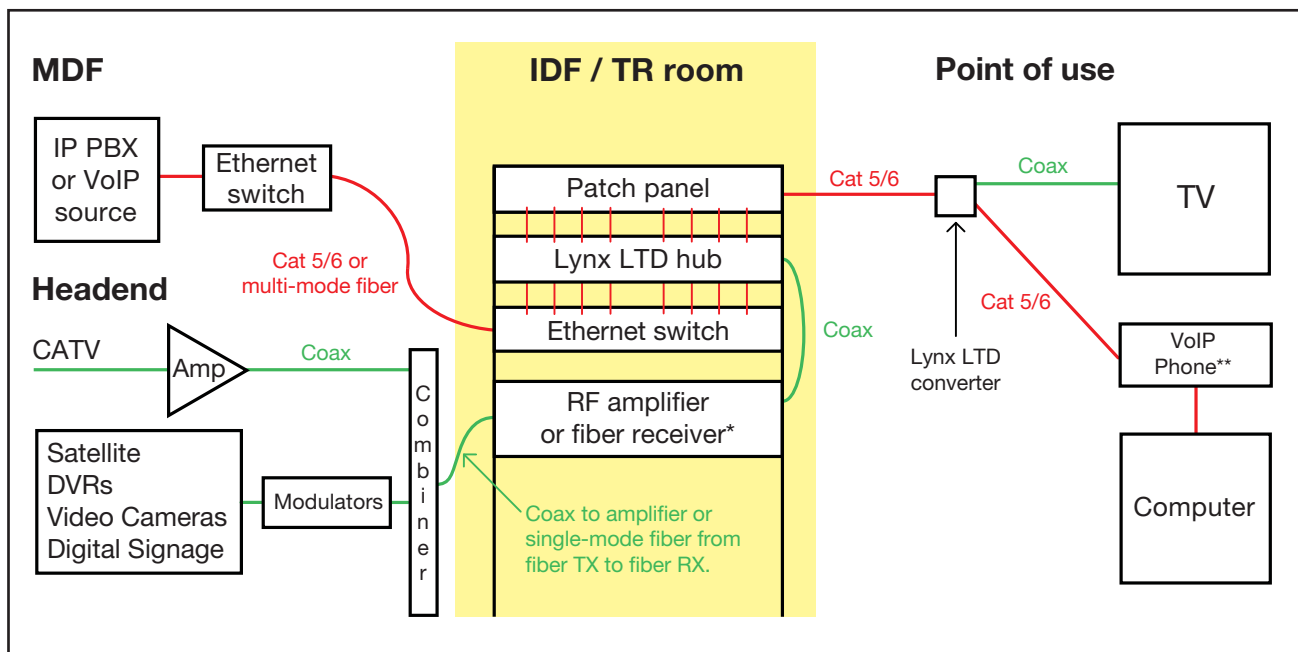 MDF
IP PBX
or VoIP
source
Ethernet
switch
Cat 5/6 or
multi-mode fiber
Headend
CATV
Amp
Coax
Satellite
DVRs
Video Cameras
Digital Signage
Modulators
Combiner
IDF / TR room
Patch panel
Lynx LTD hub
Ethernet switch
RF amplifier
or fiber receiver*
Coax
Coax to amplifier or
single-mode fiber from
fiber TX to fiber RX.
Point of use
Cat 5/6
Coax
TV
Cat 5/6
Lynx LTD
converter
VoIP
Phone**
Computer